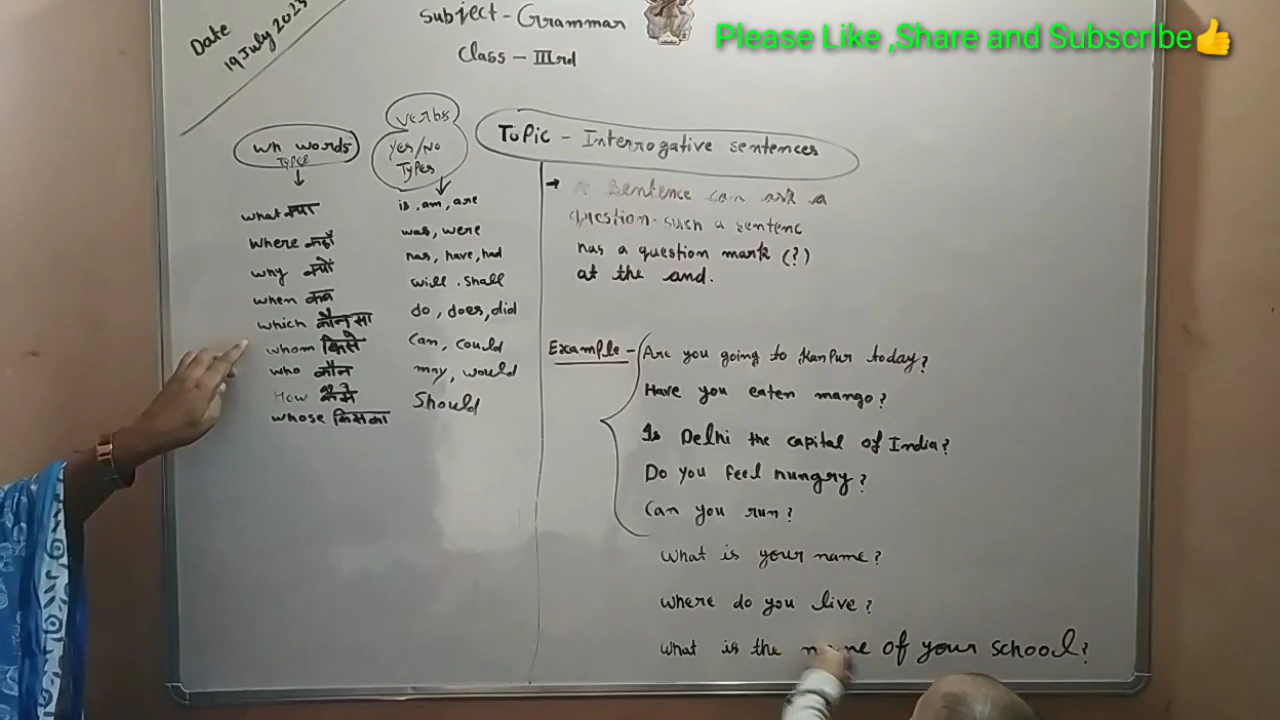 Date
19 July 2023
Subject - Grammar
Class - IIIrd
Please Like ,Share and Subscribe👍
wh words
Type
what क्या
where कहाँ
why क्यों
when कब
which कौन सा
whom किसे
who कौन
How कैसे
whose किसका
verbs
Yes/No
Types
is, am, are
was, were
has, have, had
will, shall
do, does, did
can, could
may, would
Should
Topic - Interrogative sentences
→ A Sentence can ask a
question such a sentenc
has a question mark (?)
at the and.
Example -
Are you going to Kanpur today?
Have you eaten mango?
Is Delhi the capital of India?
Do you feel hungry?
Can you run?
What is your name?
Where do you live?
What is the name of your school?